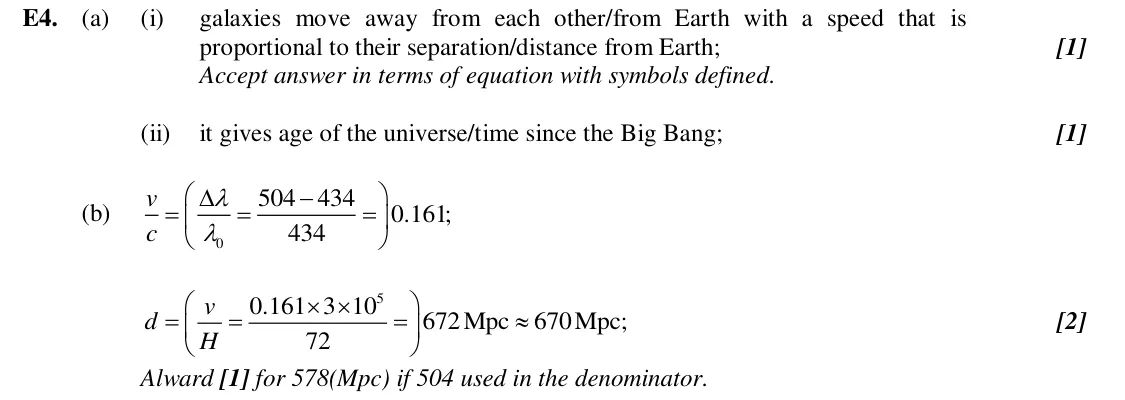 E4. (a) (i) galaxies move away from each other/from Earth with a speed that is
proportional to their separation/distance from Earth; [1]
Accept answer in terms of equation with symbols defined.
(ii) it gives age of the universe/time since the Big Bang; [1]
(b) v/c = (Δλ/λ₀ = (504 − 434)/434 =) 0.161;
d = (v/H = (0.161×3×10⁵)/72 =) 672 Mpc ≈ 670 Mpc; [2]
Alward [1] for 578(Mpc) if 504 used in the denominator.